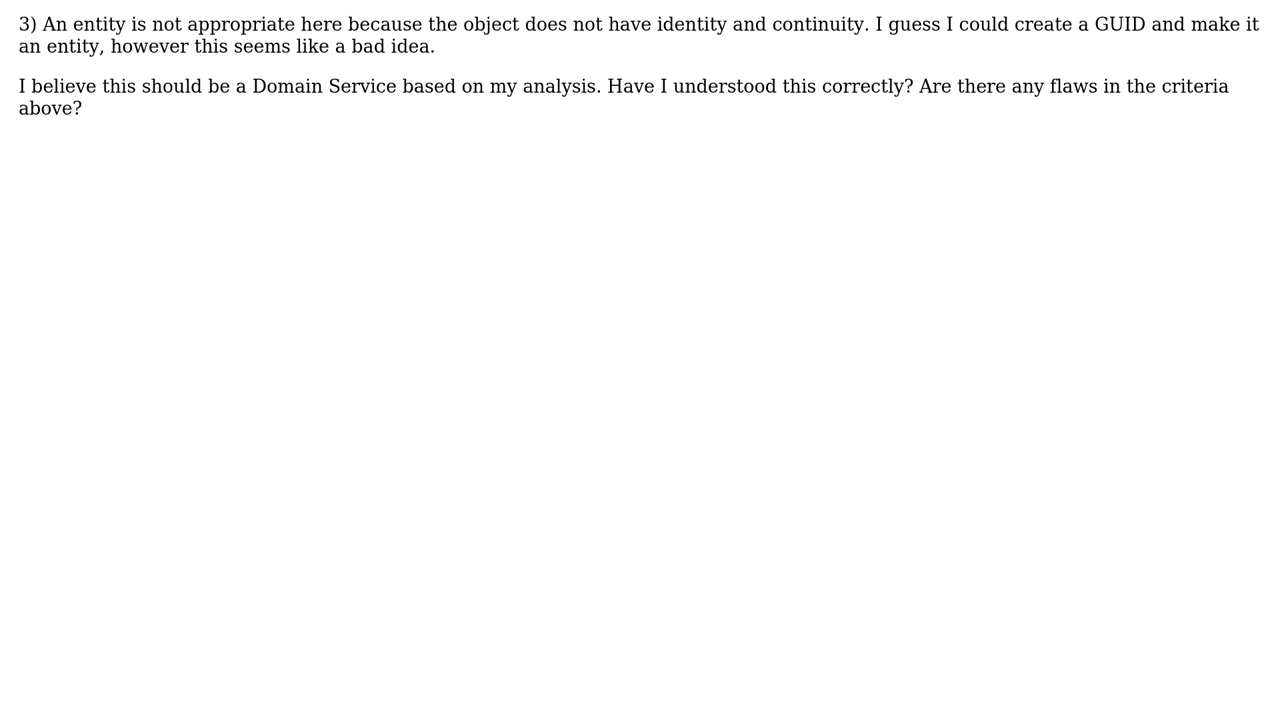 3) An entity is not appropriate here because the object does not have identity and continuity. I guess I could create a GUID and make it
an entity, however this seems like a bad idea.
I believe this should be a Domain Service based on my analysis. Have I understood this correctly? Are there any flaws in the criteria
above?